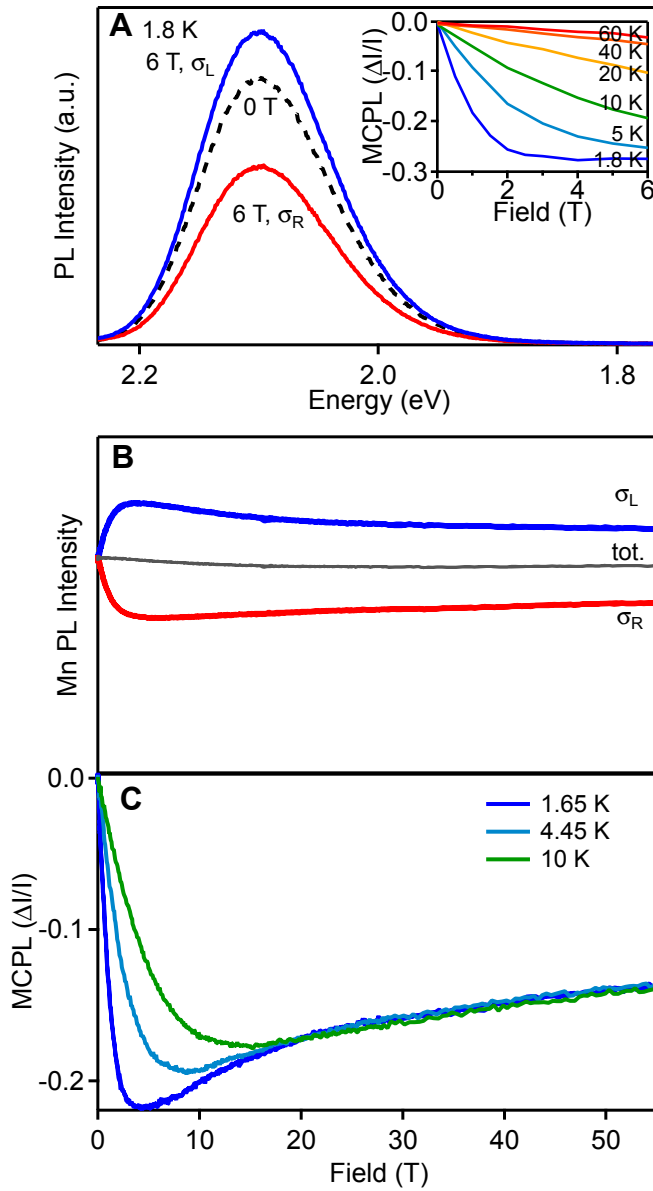 A
1.8 K
6 T, σL
0 T
6 T, σR
PL Intensity (a.u.)
2.2
2.0
1.8
Energy (eV)
0.0
-0.1
-0.2
-0.3
MCPL (ΔI/I)
60 K
40 K
20 K
10 K
5 K
1.8 K
0
2
4
6
Field (T)
B
σL
tot.
σR
Mn PL Intensity
C
1.65 K
4.45 K
10 K
0.0
-0.1
-0.2
MCPL (ΔI/I)
0
10
20
30
40
50
Field (T)